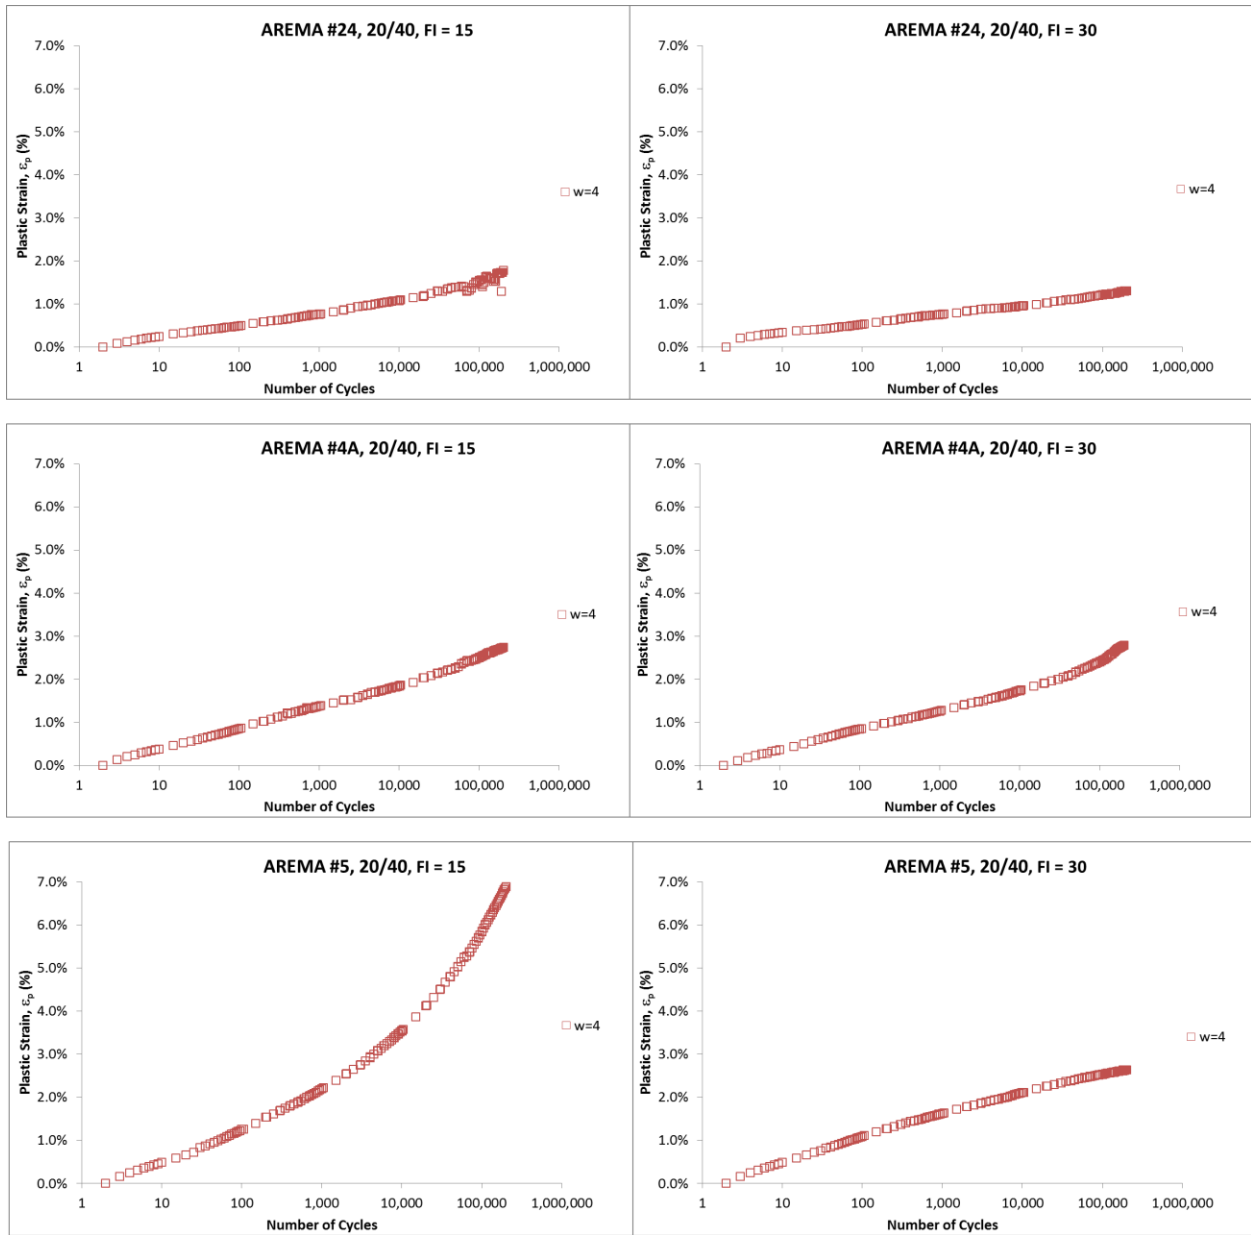 AREMA #24, 20/40, FI = 15
7.0%
6.0%
5.0%
4.0%
3.0%
2.0%
1.0%
0.0%
Plastic Strain, εp (%)
w=4
1 10 100 1,000 10,000 100,000 1,000,000
Number of Cycles
AREMA #24, 20/40, FI = 30
7.0%
6.0%
5.0%
4.0%
3.0%
2.0%
1.0%
0.0%
Plastic Strain, εp (%)
w=4
1 10 100 1,000 10,000 100,000 1,000,000
Number of Cycles
AREMA #4A, 20/40, FI = 15
7.0%
6.0%
5.0%
4.0%
3.0%
2.0%
1.0%
0.0%
Plastic Strain, εp (%)
w=4
1 10 100 1,000 10,000 100,000 1,000,000
Number of Cycles
AREMA #4A, 20/40, FI = 30
7.0%
6.0%
5.0%
4.0%
3.0%
2.0%
1.0%
0.0%
Plastic Strain, εp (%)
w=4
1 10 100 1,000 10,000 100,000 1,000,000
Number of Cycles
AREMA #5, 20/40, FI = 15
7.0%
6.0%
5.0%
4.0%
3.0%
2.0%
1.0%
0.0%
Plastic Strain, εp (%)
w=4
1 10 100 1,000 10,000 100,000 1,000,000
Number of Cycles
AREMA #5, 20/40, FI = 30
7.0%
6.0%
5.0%
4.0%
3.0%
2.0%
1.0%
0.0%
Plastic Strain, εp (%)
w=4
1 10 100 1,000 10,000 100,000 1,000,000
Number of Cycles